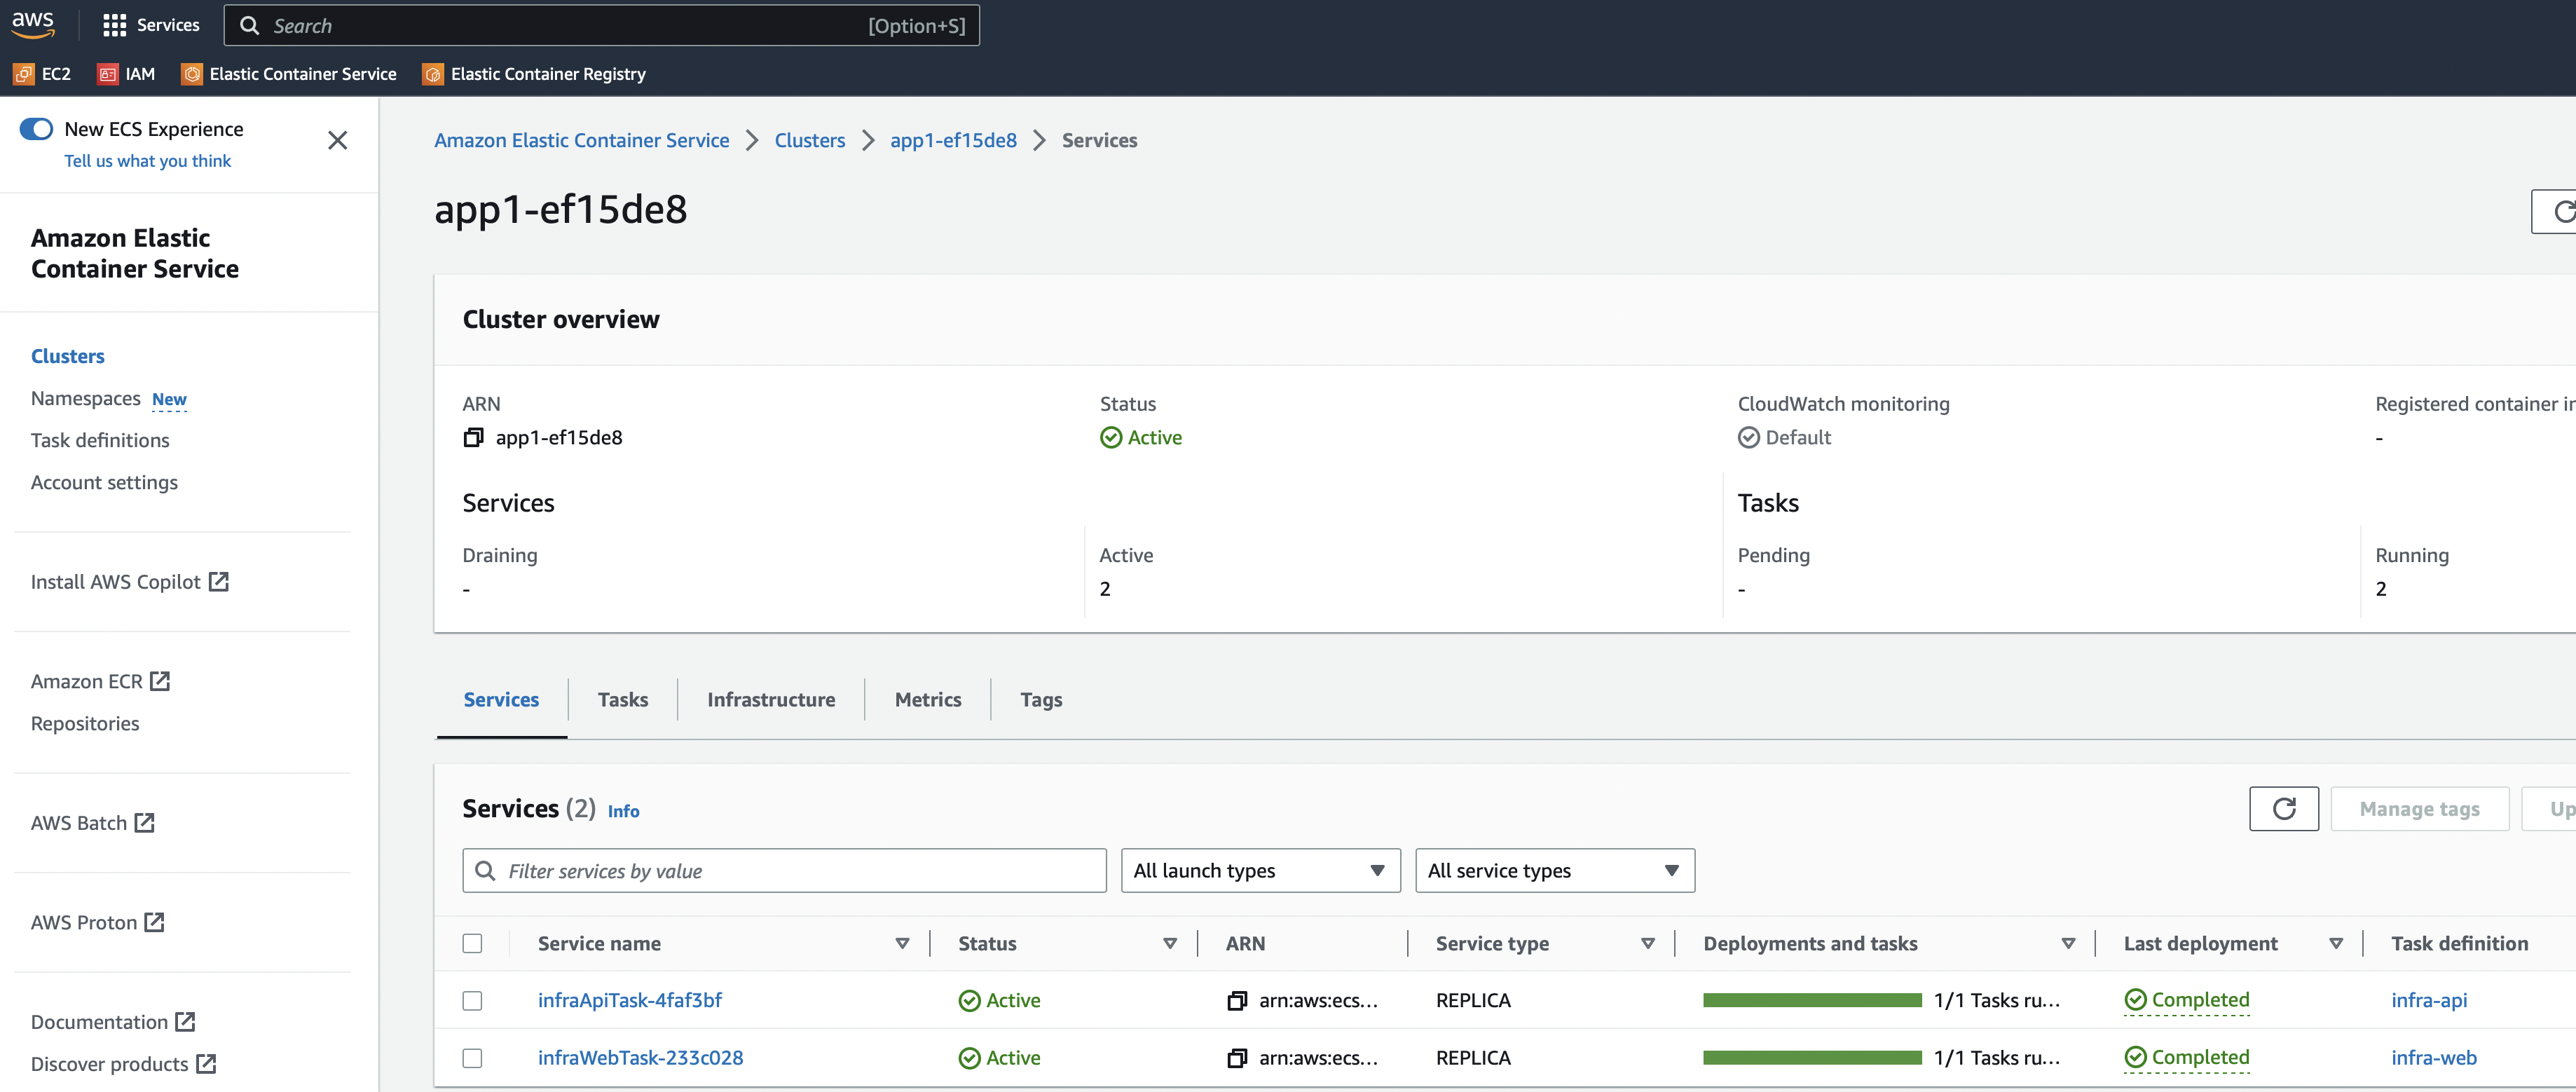 aws
Services
Search [Option+S]
EC2 IAM Elastic Container Service Elastic Container Registry
New ECS Experience
Tell us what you think
Amazon Elastic
Container Service
Clusters
Namespaces New
Task definitions
Account settings
Install AWS Copilot
Amazon ECR
Repositories
AWS Batch
AWS Proton
Documentation
Discover products
Amazon Elastic Container Service Clusters app1-ef15de8 Services
app1-ef15de8
Cluster overview
ARN Status CloudWatch monitoring Registered container in
app1-ef15de8 Active Default -
Services Tasks
Draining Active Pending Running
- 2 - 2
Services Tasks Infrastructure Metrics Tags
Services (2) Info Manage tags Up
Filter services by value All launch types All service types
Service name Status ARN Service type Deployments and tasks Last deployment Task definition
infraApiTask-4faf3bf Active arn:aws:ecs... REPLICA 1/1 Tasks ru... Completed infra-api
infraWebTask-233c028 Active arn:aws:ecs... REPLICA 1/1 Tasks ru... Completed infra-web